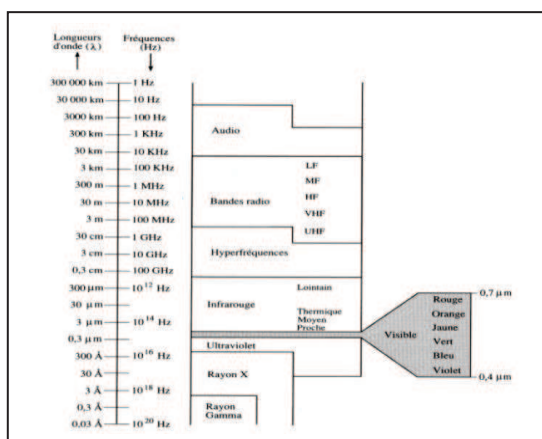 Longueurs
d'onde (λ)
Fréquences
(Hz)
300 000 km 1 Hz
30 000 km 10 Hz
3000 km 100 Hz
300 km 1 KHz
30 km 10 KHz
3 km 100 KHz
300 m 1 MHz
30 m 10 MHz
3 m 100 MHz
30 cm 1 GHz
3 cm 10 GHz
0,3 cm 100 GHz
300 µm 10¹² Hz
30 µm
3 µm 10¹⁴ Hz
0,3 µm
300 Å 10¹⁶ Hz
30 Å
3 Å 10¹⁸ Hz
0,3 Å
0,03 Å 10²⁰ Hz
Audio
Bandes radio
LF
MF
HF
VHF
UHF
Hyperfréquences
Infrarouge
Lointain
Thermique
Moyen
Proche
Ultraviolet
Rayon X
Rayon
Gamma
Visible
Rouge
Orange
Jaune
Vert
Bleu
Violet
0,7 µm
0,4 µm